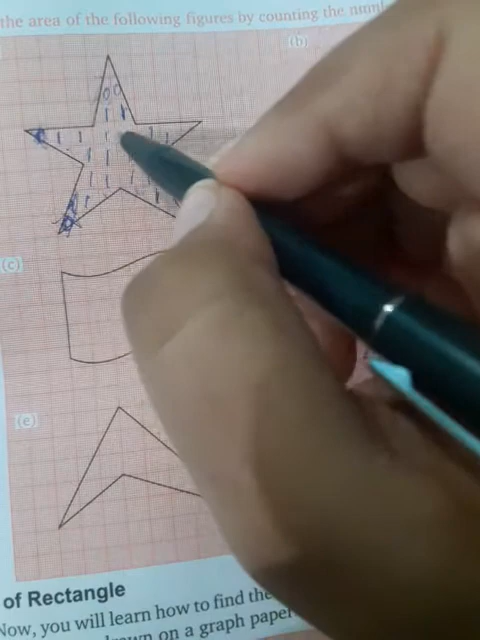 the area of the following figures by counting the
(b)
(c)
(e)
of Rectangle
Now, you will learn how to find the
on a graph paper